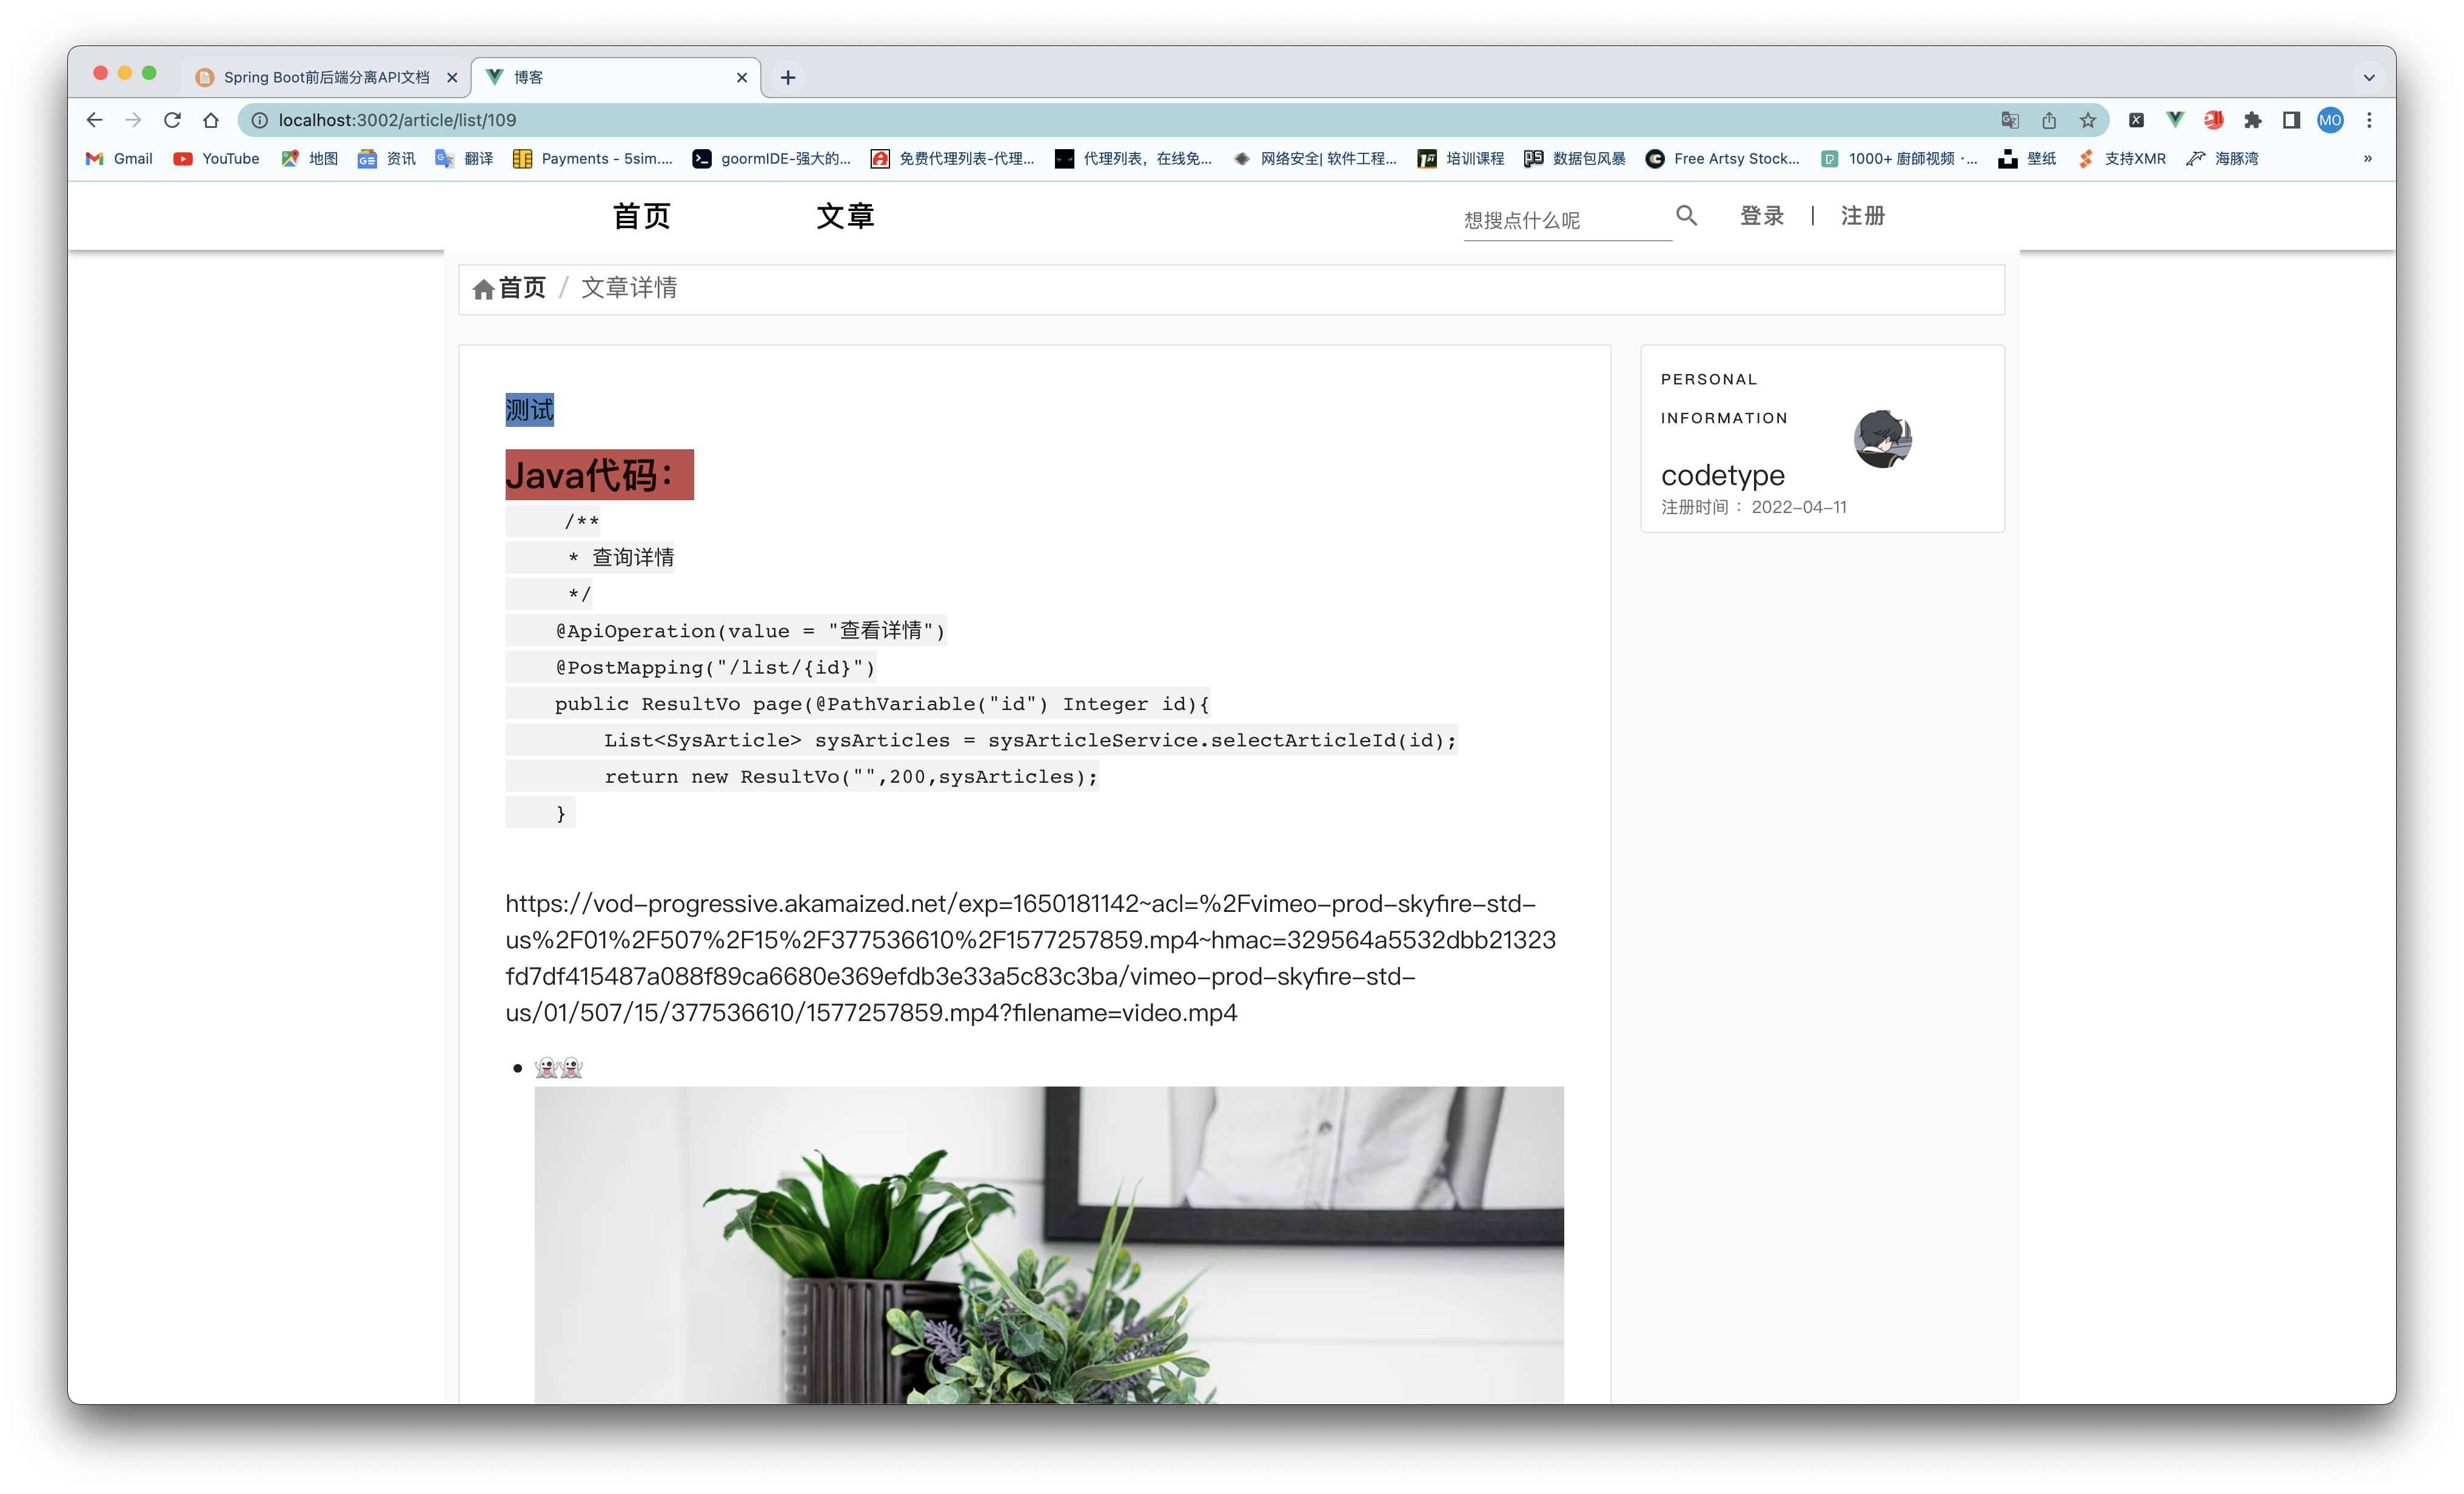 Spring Boot前后端分离API文档
博客
localhost:3002/article/list/109
MO
Gmail
YouTube
地图
资讯
翻译
Payments - 5sim....
goormIDE-强大的...
免费代理列表-代理...
代理列表，在线免...
网络安全| 软件工程...
培训课程
数据包风暴
Free Artsy Stock...
1000+ 廚師视频 ·...
壁纸
支持XMR
海豚湾
»
首页
文章
想搜点什么呢
登录 | 注册
首页 / 文章详情
测试
Java代码：
/**
* 查询详情
*/
@ApiOperation(value = "查看详情")
@PostMapping("/list/{id}")
public ResultVo page(@PathVariable("id") Integer id){
List<SysArticle> sysArticles = sysArticleService.selectArticleId(id);
return new ResultVo("",200,sysArticles);
}
https://vod-progressive.akamaized.net/exp=1650181142~acl=%2Fvimeo-prod-skyfire-std-
us%2F01%2F507%2F15%2F377536610%2F1577257859.mp4~hmac=329564a5532dbb21323
fd7df415487a088f89ca6680e369efdb3e33a5c83c3ba/vimeo-prod-skyfire-std-
us/01/507/15/377536610/1577257859.mp4?filename=video.mp4
• 👻👻
PERSONAL
INFORMATION
codetype
注册时间 : 2022-04-11